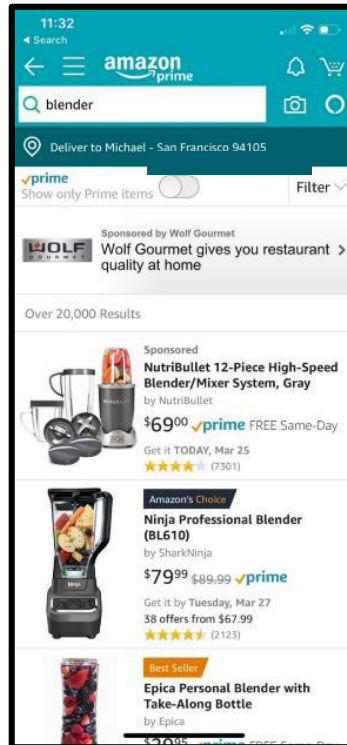 11:32
◀ Search
amazon
prime
blender
Deliver to Michael - San Francisco 94105
prime
Show only Prime items
Filter
WOLF
GOURMET
Sponsored by Wolf Gourmet
Wolf Gourmet gives you restaurant
quality at home
Over 20,000 Results
Sponsored
NutriBullet 12-Piece High-Speed
Blender/Mixer System, Gray
by NutriBullet
$69.00 prime FREE Same-Day
Get it TODAY, Mar 25
(7301)
Amazon's Choice
Ninja Professional Blender
(BL610)
by SharkNinja
$79.99 $89.99 prime
Get it by Tuesday, Mar 27
38 offers from $67.99
(2123)
Ninja
Best Seller
Epica Personal Blender with
Take-Along Bottle
by Epica